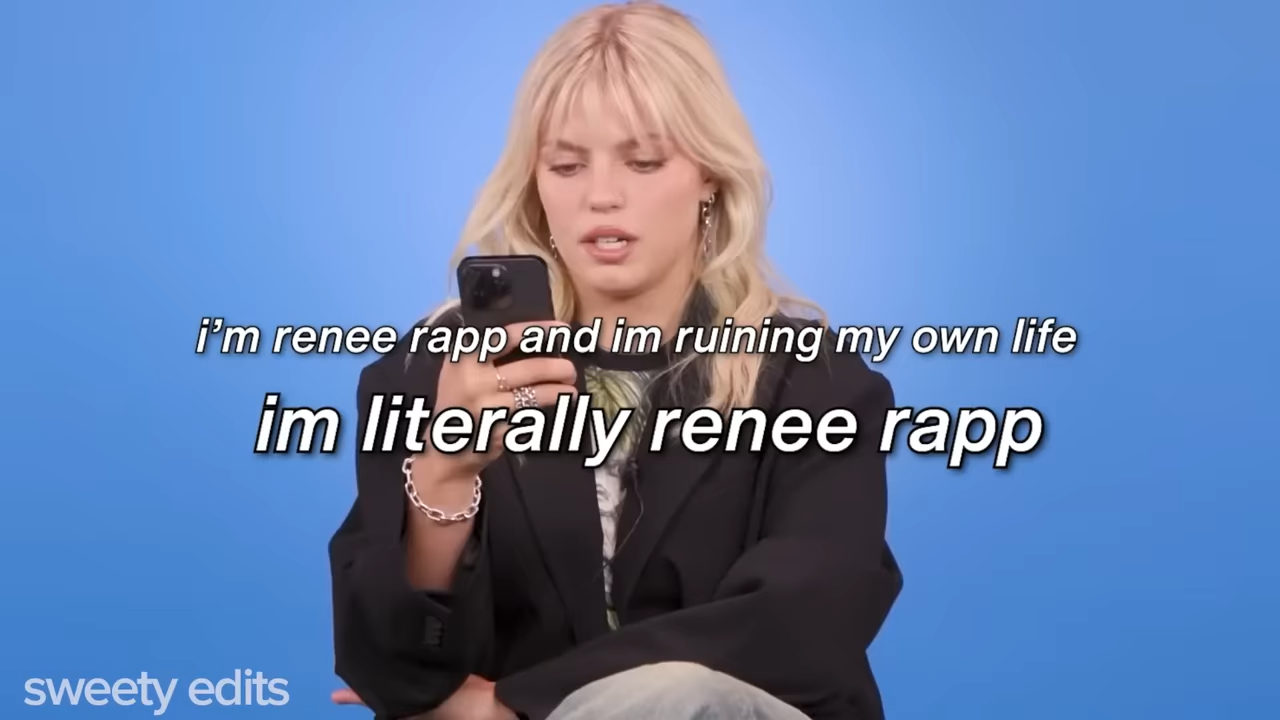 i’m renee rapp and im ruining my own life
im literally renee rapp
sweety edits